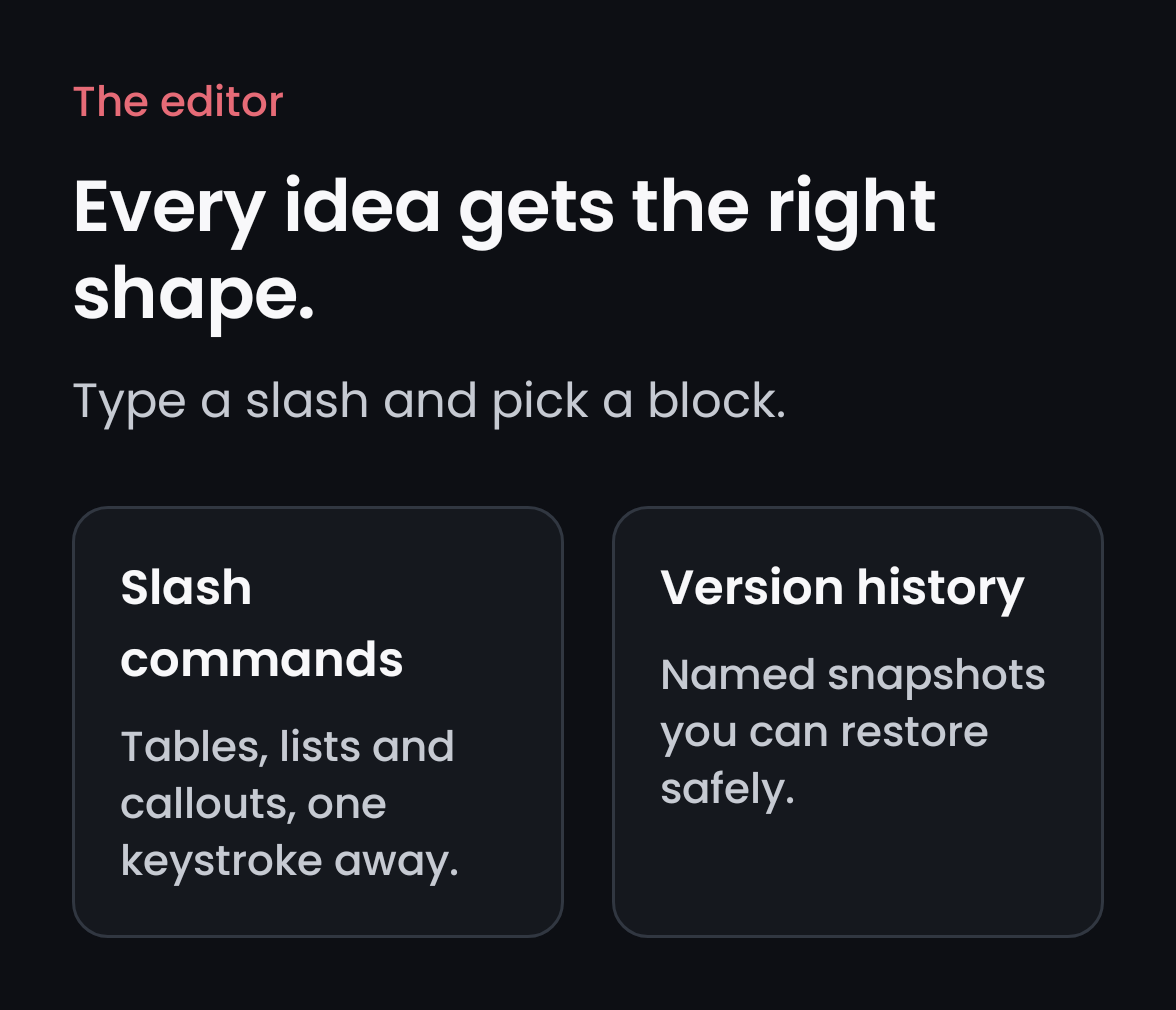 The editor
Every idea gets the right
shape.
Type a slash and pick a block.
Slash
commands
Tables, lists and
callouts, one
keystroke away.
Version history
Named snapshots
you can restore
safely.